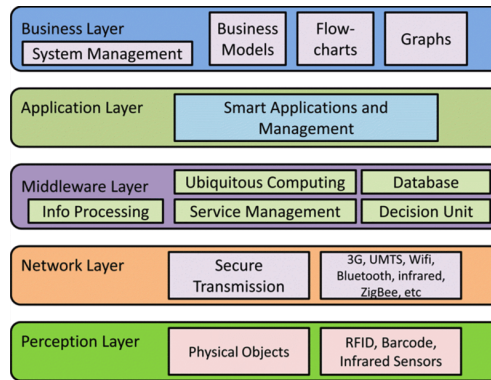 Business Layer
System Management
Business
Models
Flow-
charts
Graphs
Application Layer
Smart Applications and
Management
Middleware Layer
Ubiquitous Computing
Database
Info Processing
Service Management
Decision Unit
Network Layer
Secure
Transmission
3G, UMTS, Wifi,
Bluetooth, infrared,
ZigBee, etc
Perception Layer
Physical Objects
RFID, Barcode,
Infrared Sensors